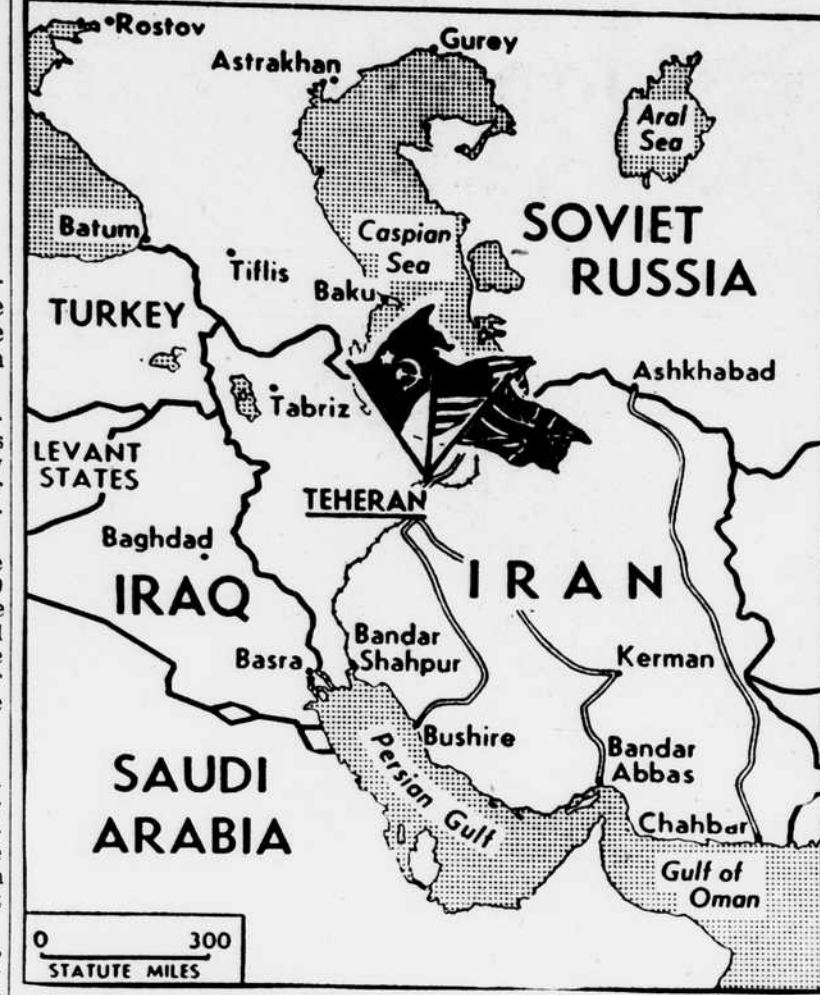 Rostov
Gurey
Astrakhan
Aral
Sea
Batum
Caspian
Sea
SOVIET
RUSSIA
Tiflis
Baku
TURKEY
Ashkhabad
Tabriz
LEVANT
STATES
TEHERAN
Baghdad
IRAN
IRAQ
Bandar
Shahpur
Basra
Kerman
Bushire
Persian Gulf
Bandar
Abbas
SAUDI
ARABIA
Chahbar
Gulf of
Oman
0 300
STATUTE MILES